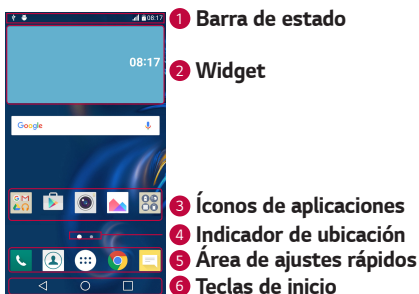 08:17
1 Barra de estado
08:17
2 Widget
Google
3 Íconos de aplicaciones
4 Indicador de ubicación
5 Área de ajustes rápidos
6 Teclas de inicio